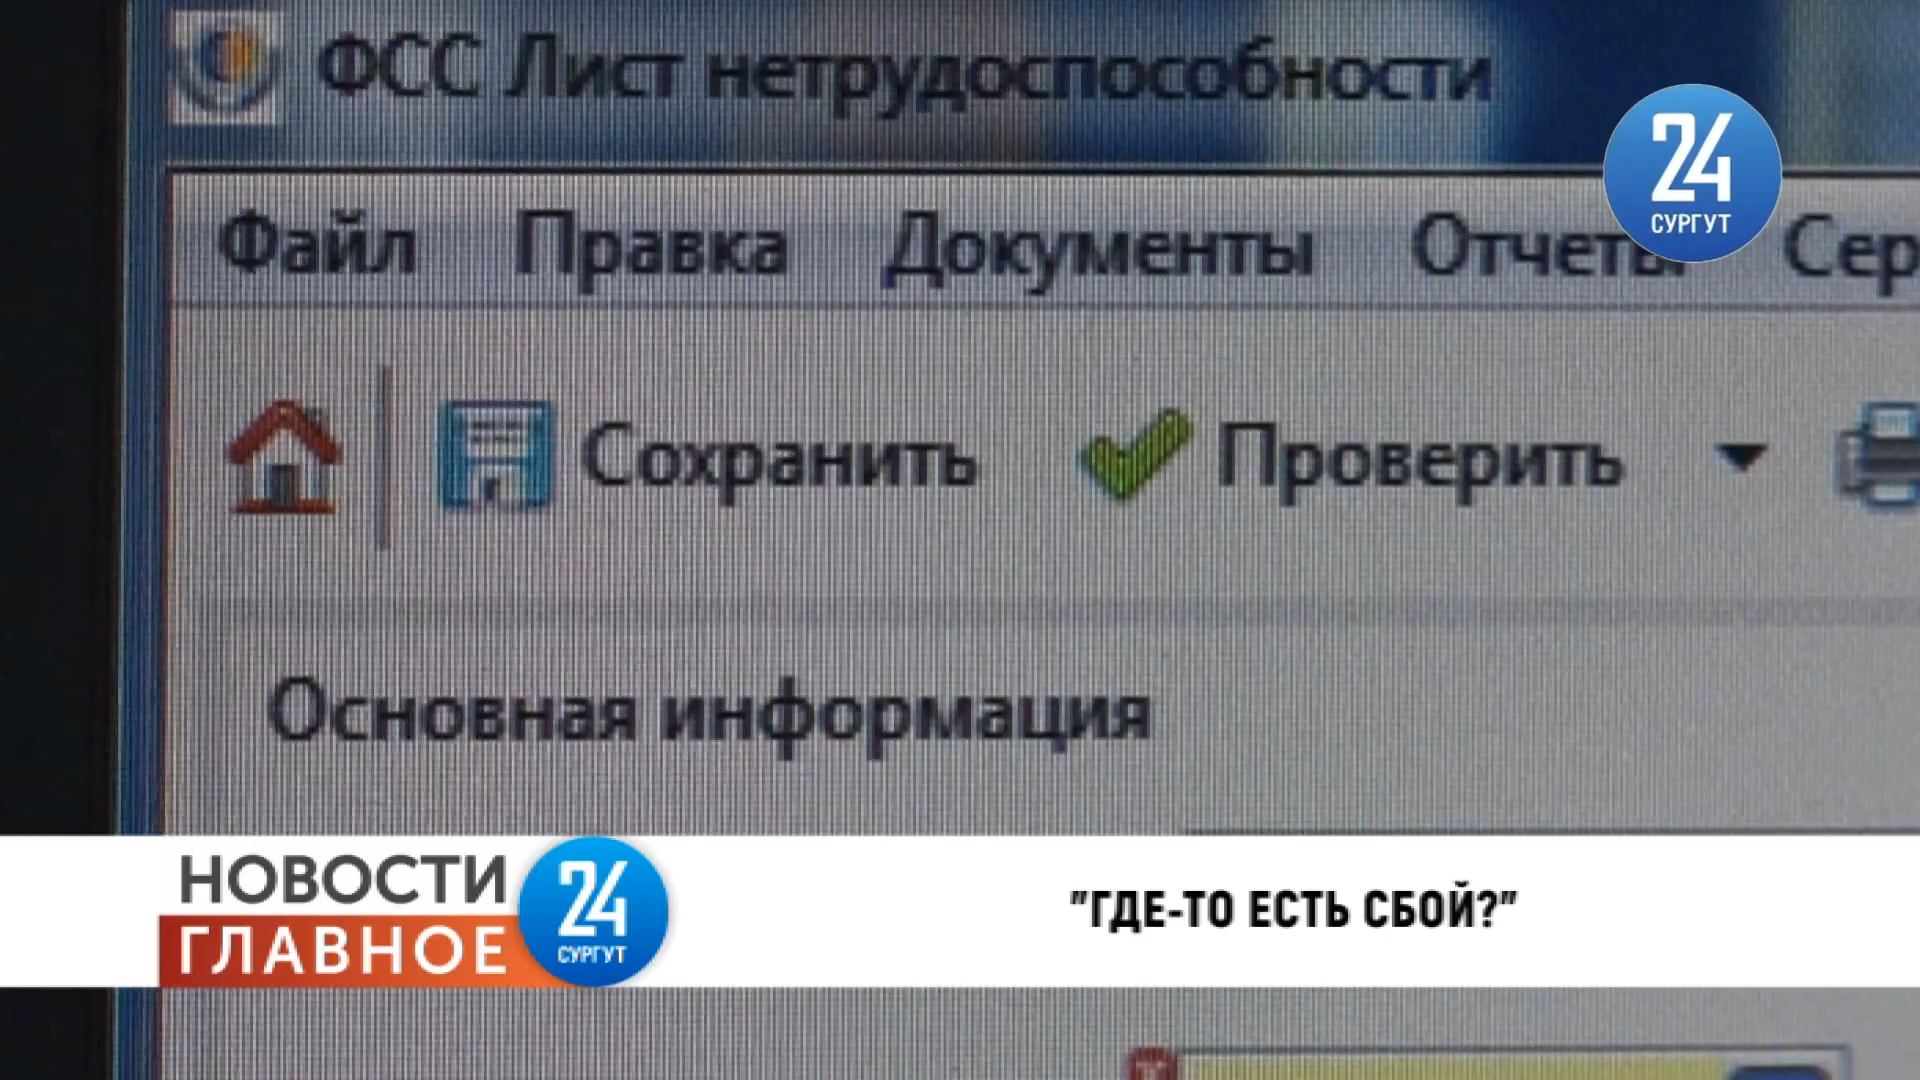 ФСС Лист нетрудоспособности
24
СУРГУТ
Файл Правка Документы Отчеты Сер
Сохранить Проверить
Основная информация
НОВОСТИ
ГЛАВНОЕ
24
СУРГУТ
"ГДЕ-ТО ЕСТЬ СБОЙ?"